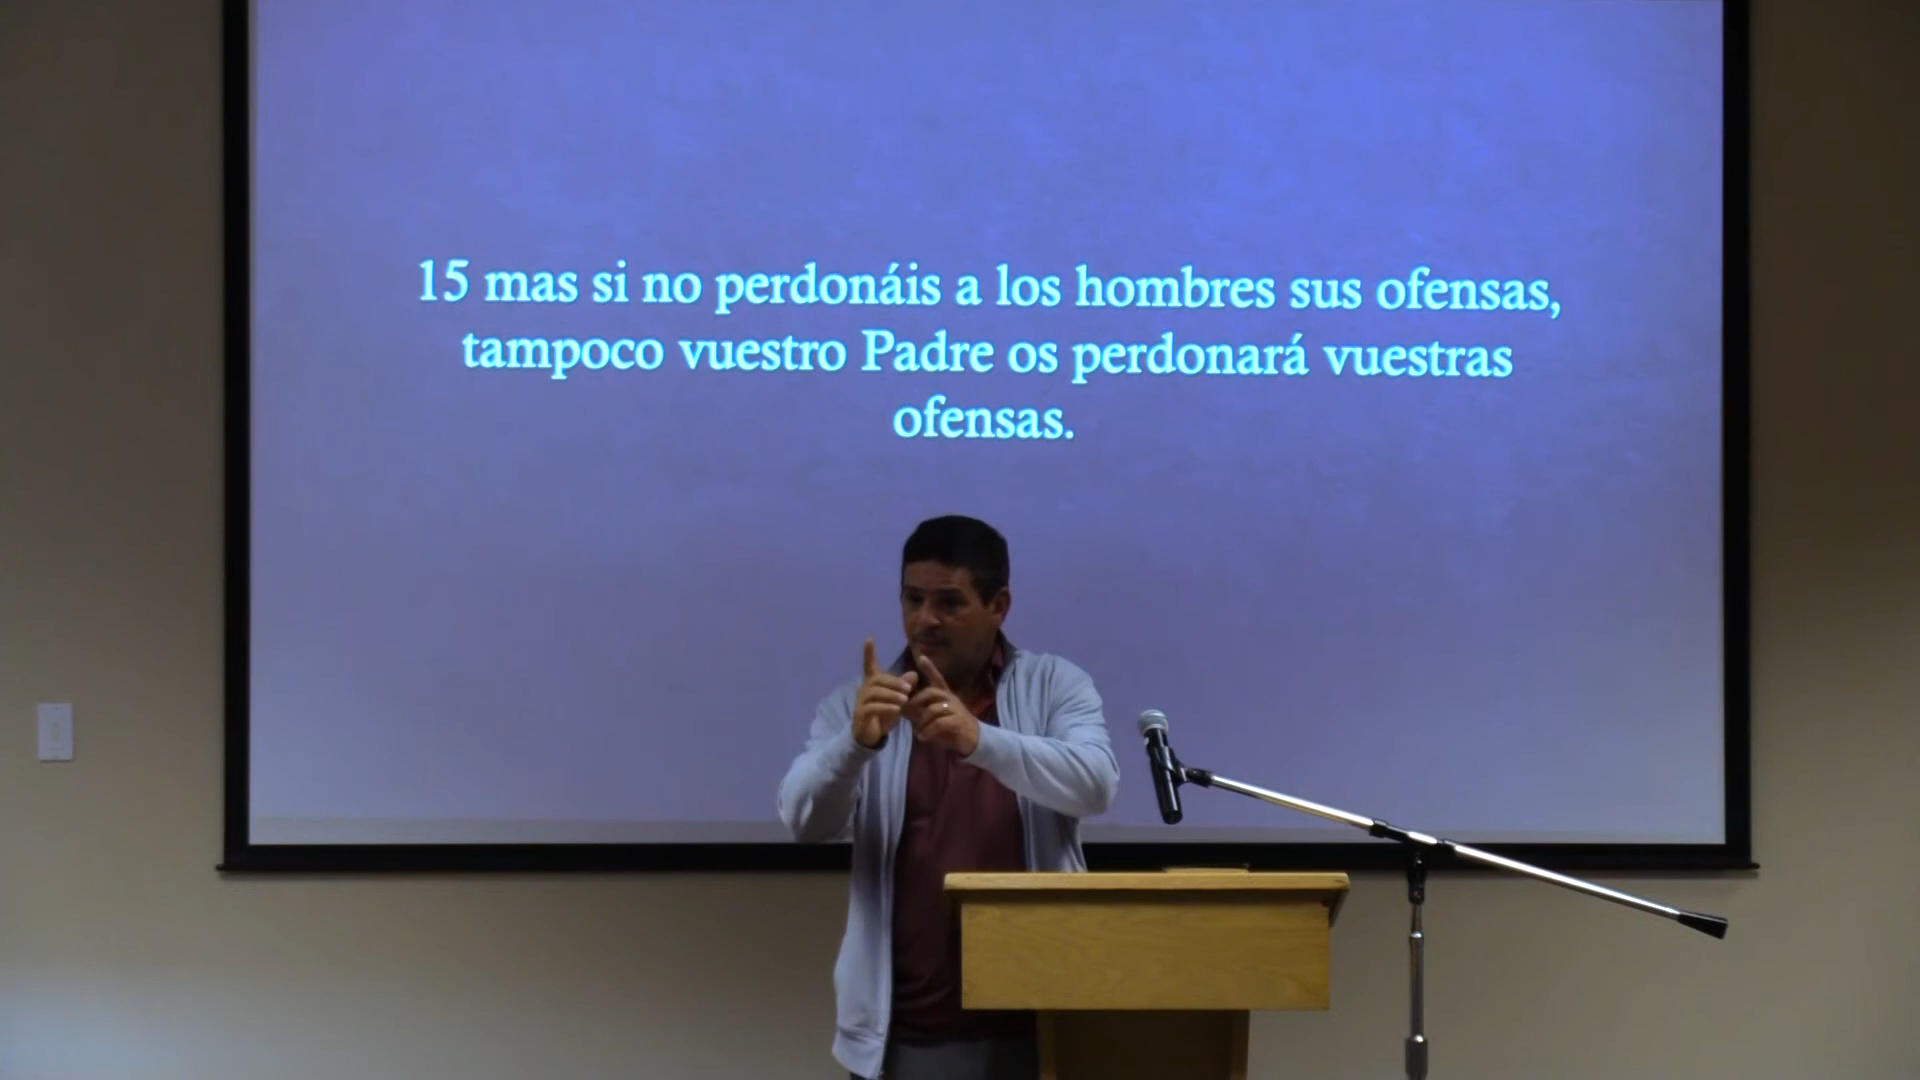 15 mas si no perdonáis a los hombres sus ofensas,
tampoco vuestro Padre os perdonará vuestras
ofensas.